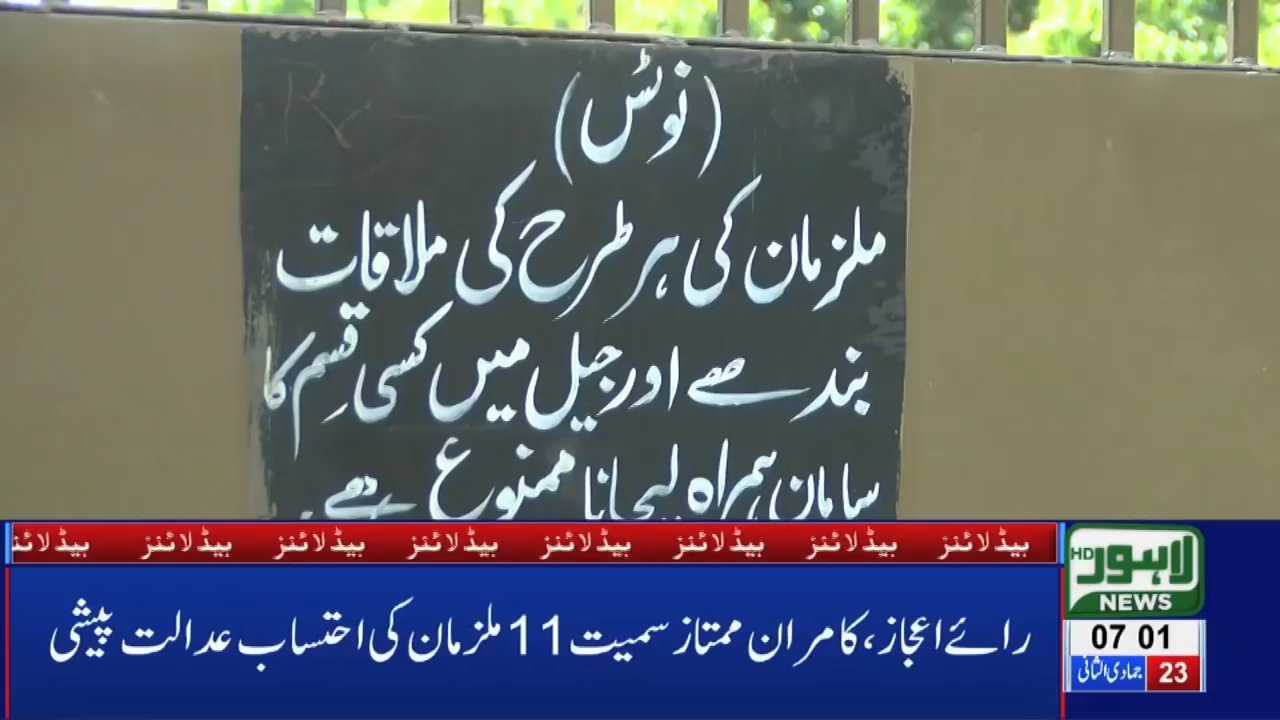 (نوٹس)
ملزمان کی ہر طرح کی ملاقات
بند ہے اور جیل میں کسی قسم کا
سامان ہمراہ لیجانا ممنوع ہے۔
ہیڈلائنز ہیڈلائنز ہیڈلائنز ہیڈلائنز ہیڈلائنز ہیڈلائنز ہیڈلائنز ہیڈلائنز
رائے اعجاز، کامران ممتاز سمیت 11 ملزمان کی احتساب عدالت پیشی
HD لاہور
NEWS
07 01
23 جمادی الثانی